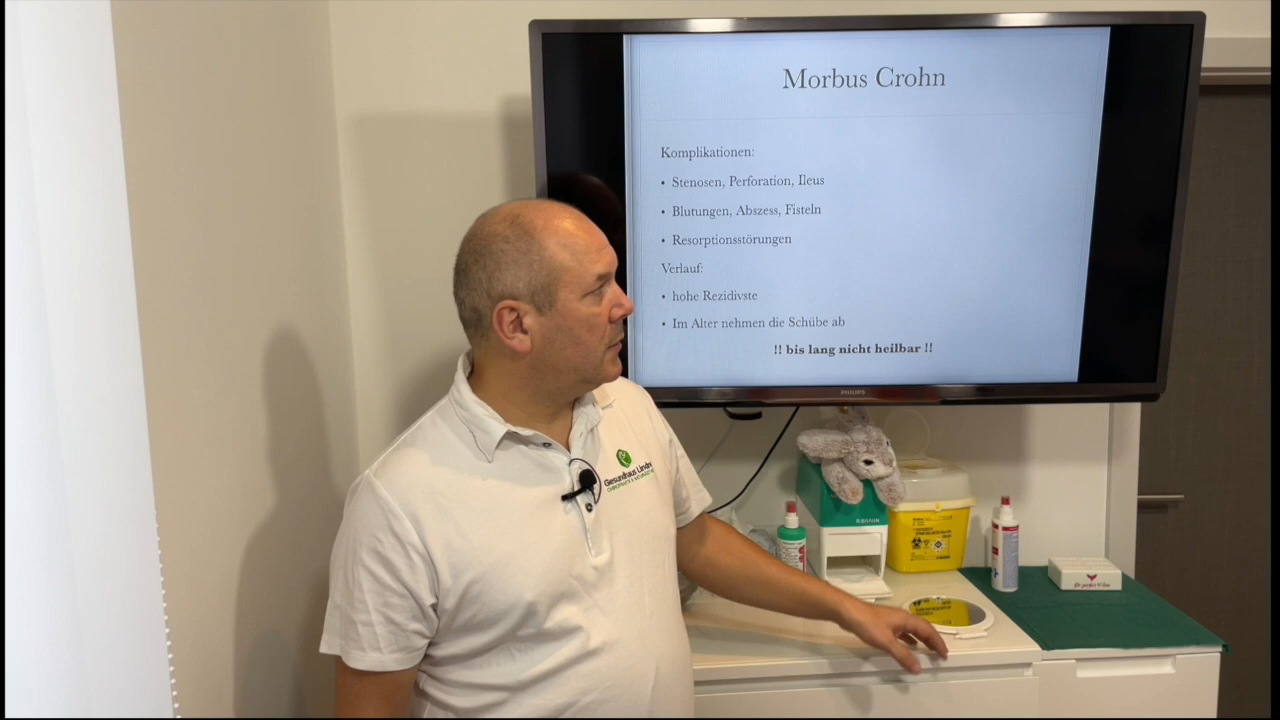 Morbus Crohn
Komplikationen:
• Stenosen, Perforation, Ileus
• Blutungen, Abszess, Fisteln
• Resorptionsstörungen
Verlauf:
• hohe Rezidivste
• Im Alter nehmen die Schübe ab
!! bis lang nicht heilbar !!
PHILIPS
Gesundhaus
B BRAUN